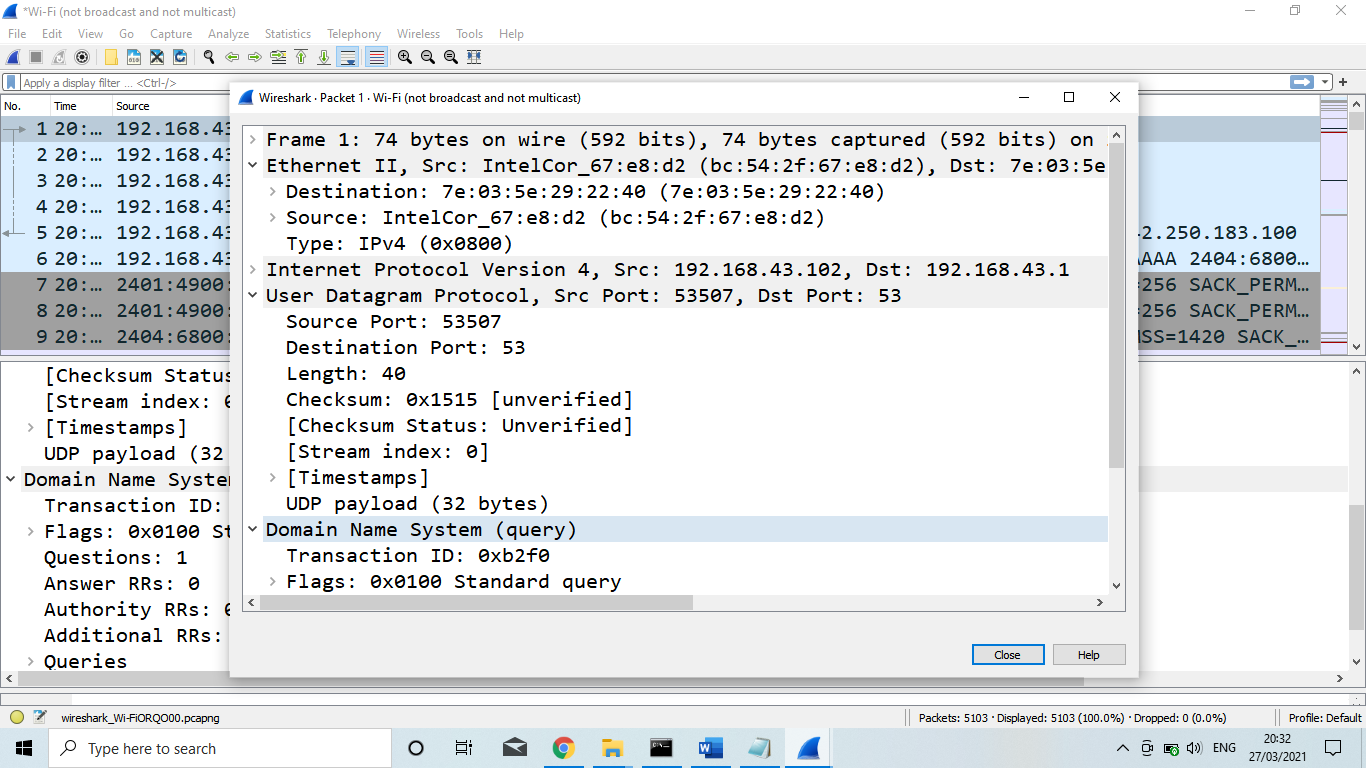 *Wi-Fi (not broadcast and not multicast)
File Edit View Go Capture Analyze Statistics Telephony Wireless Tools Help
Apply a display filter ... <Ctrl-/>
No. Time Source
1 20:… 192.168.43
2 20:… 192.168.43
3 20:… 192.168.43
4 20:… 192.168.43
5 20:… 192.168.43 2.250.183.100
6 20:… 192.168.43 AAAA 2404:6800…
7 20:… 2401:4900: =256 SACK_PERM…
8 20:… 2401:4900: =256 SACK_PERM…
9 20:… 2404:6800: MSS=1420 SACK_…
[Checksum Status
[Stream index: 0
[Timestamps]
UDP payload (32
Domain Name System
Transaction ID:
Flags: 0x0100 St
Questions: 1
Answer RRs: 0
Authority RRs: 0
Additional RRs:
Queries
Wireshark · Packet 1 · Wi-Fi (not broadcast and not multicast)
Frame 1: 74 bytes on wire (592 bits), 74 bytes captured (592 bits) on
Ethernet II, Src: IntelCor_67:e8:d2 (bc:54:2f:67:e8:d2), Dst: 7e:03:5e
Destination: 7e:03:5e:29:22:40 (7e:03:5e:29:22:40)
Source: IntelCor_67:e8:d2 (bc:54:2f:67:e8:d2)
Type: IPv4 (0x0800)
Internet Protocol Version 4, Src: 192.168.43.102, Dst: 192.168.43.1
User Datagram Protocol, Src Port: 53507, Dst Port: 53
Source Port: 53507
Destination Port: 53
Length: 40
Checksum: 0x1515 [unverified]
[Checksum Status: Unverified]
[Stream index: 0]
[Timestamps]
UDP payload (32 bytes)
Domain Name System (query)
Transaction ID: 0xb2f0
Flags: 0x0100 Standard query
Close Help
wireshark_Wi-FiORQO00.pcapng
Packets: 5103 · Displayed: 5103 (100.0%) · Dropped: 0 (0.0%)
Profile: Default
Type here to search
ENG
20:32
27/03/2021